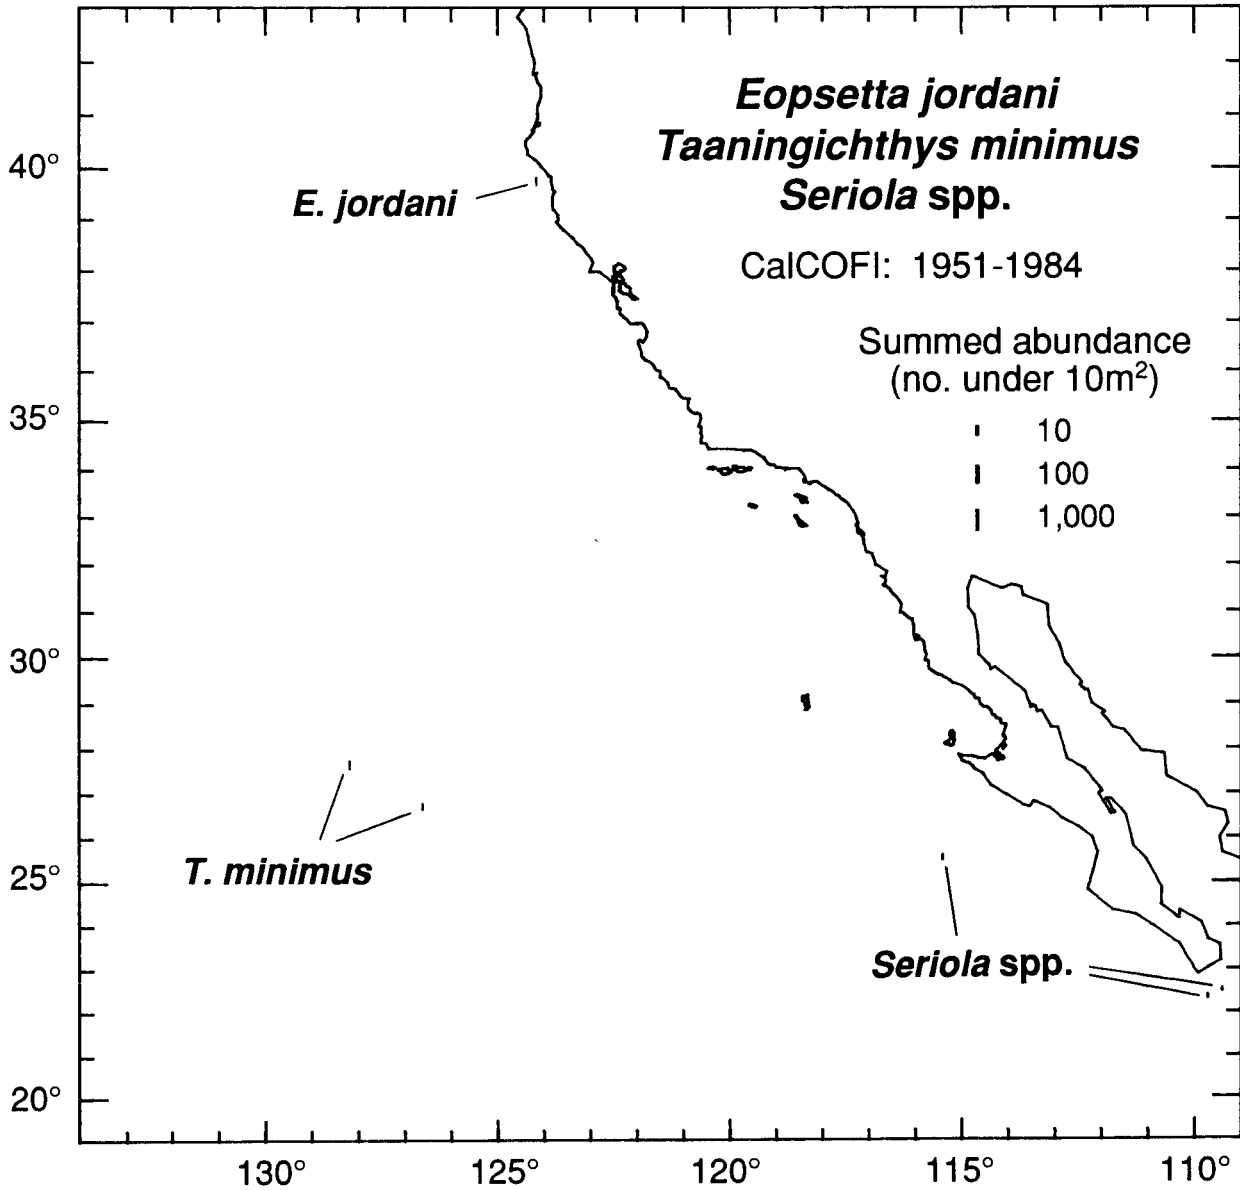 Eopsetta jordani
Taaningichthys minimus
Seriola spp.
CalCOFI: 1951-1984
Summed abundance
(no. under 10m²)
10
100
1,000
40°
35°
30°
25°
20°
E. jordani
T. minimus
Seriola spp.
130°
125°
120°
115°
110°